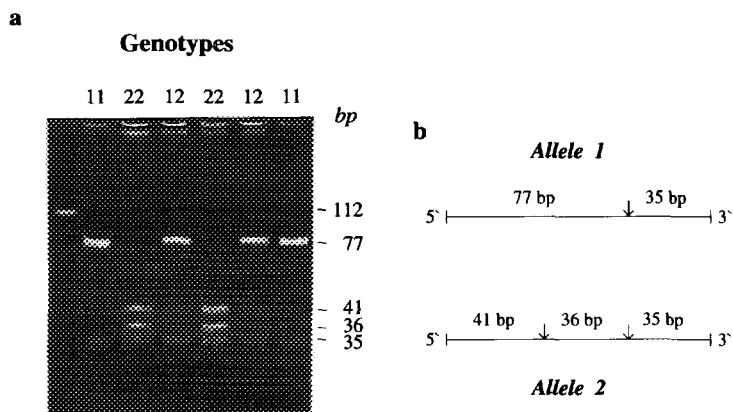 a
Genotypes
11 22 12 22 12 11
bp
112
77
41
36
35
b
Allele 1
77 bp 35 bp
5` 3`
41 bp 36 bp 35 bp
5` 3`
Allele 2